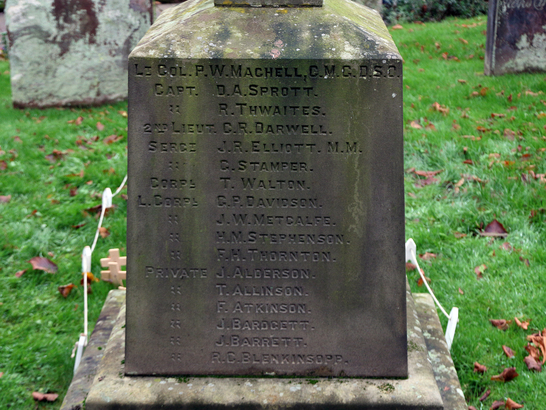 Lt Col. P.W. Machell, C.M.G. D.S.O.
Capt. D.A. Sprott.
" R. Thwaites.
2nd Lieut. C.R. Darwell.
Sergt J.R. Elliott. M.M.
" G. Stamper.
Corpl T. Walton.
L. Corpl G.P. Davidson.
" J.W. Metcalfe.
" H.M. Stephenson.
" F.H. Thornton.
Private J. Alderson.
" T. Allinson.
" F. Atkinson.
" J. Bardgett.
" J. Barrett.
" R.C. Blenkinsopp.